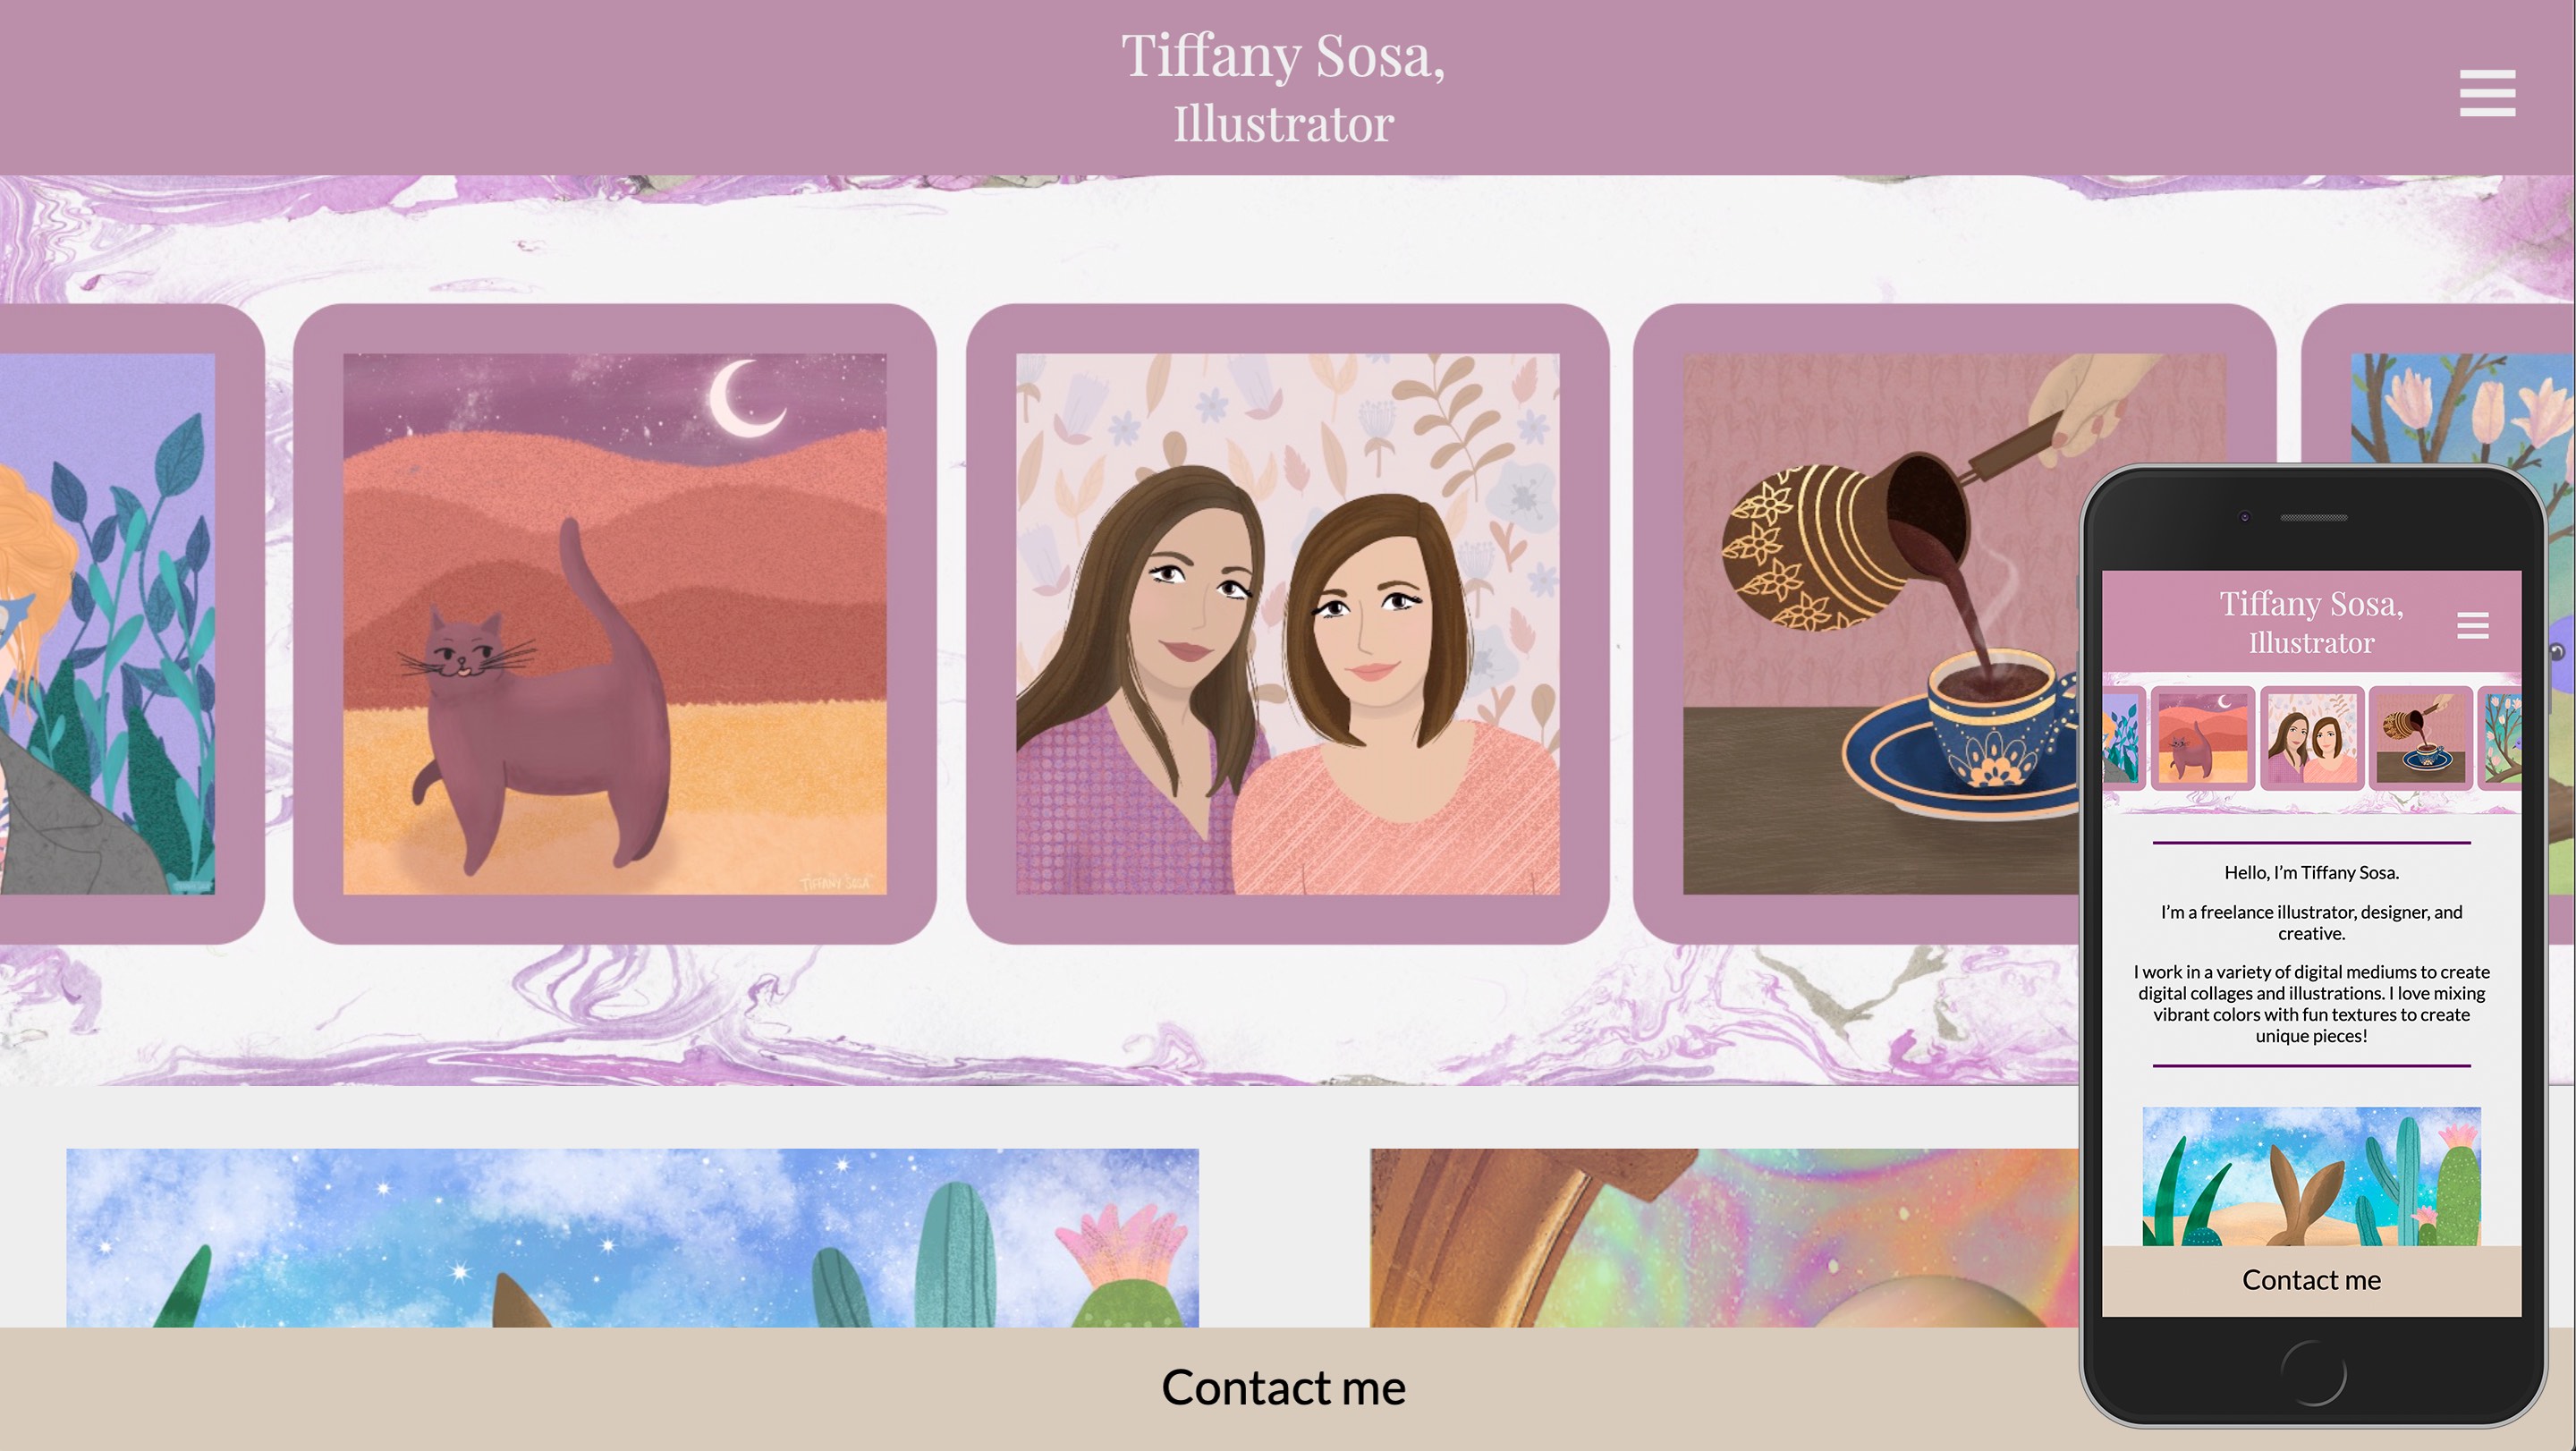 Tiffany Sosa,
Illustrator
TIFFANY SOSA
Contact me
Tiffany Sosa,
Illustrator
Hello, I’m Tiffany Sosa.
I’m a freelance illustrator, designer, and
creative.
I work in a variety of digital mediums to create
digital collages and illustrations. I love mixing
vibrant colors with fun textures to create
unique pieces!
Contact me